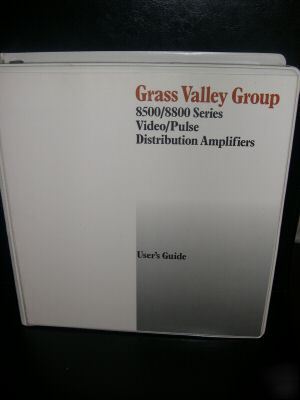 Grass Valley Group
8500/8800 Series
Video/Pulse
Distribution Amplifiers
User's Guide